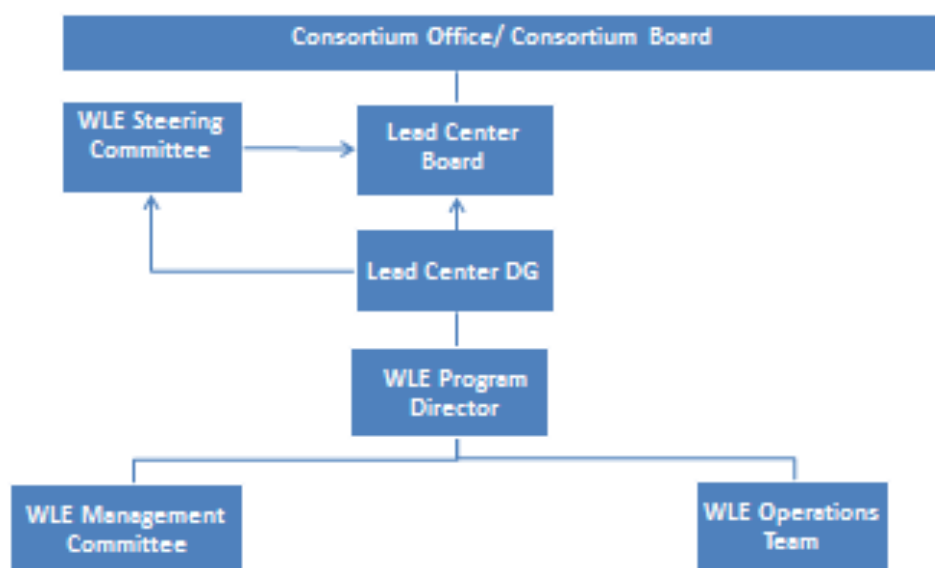 Consortium Office/ Consortium Board
WLE Steering
Committee
Lead Center
Board
Lead Center DG
WLE Program
Director
WLE Management
Committee
WLE Operations
Team